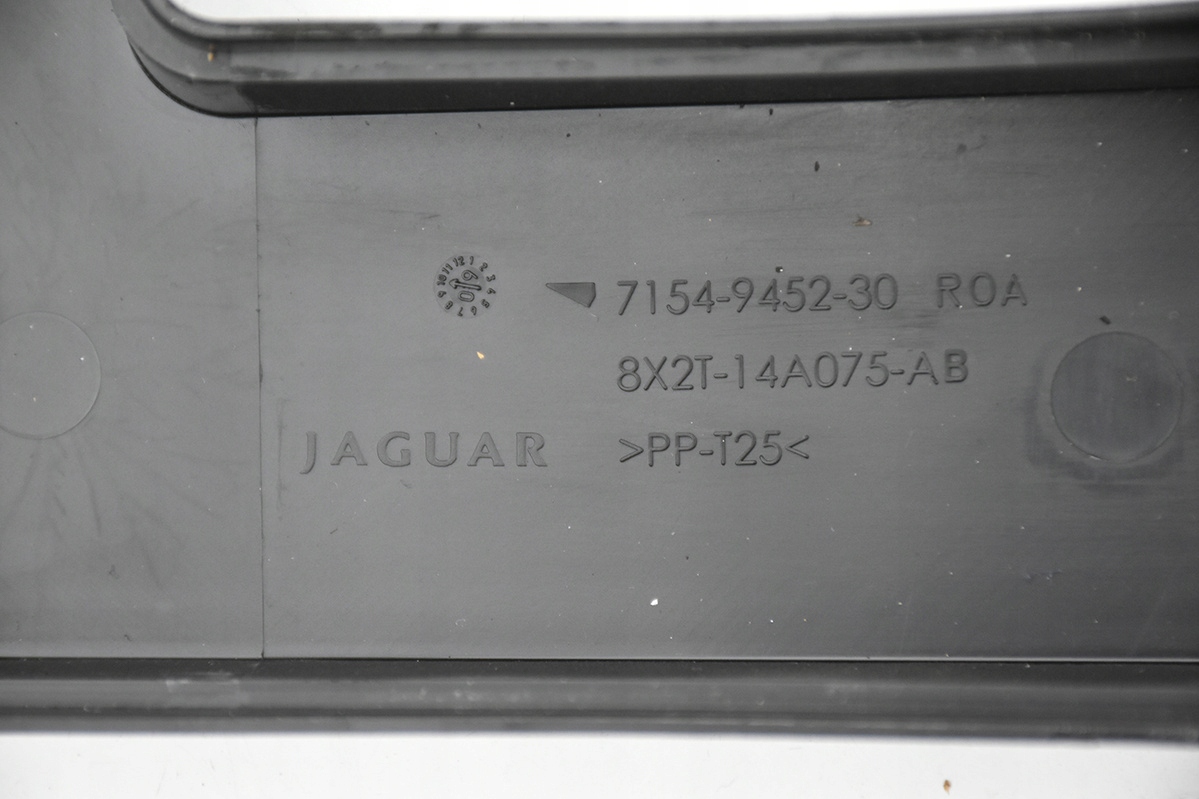 7154-9452-30 ROA
8X2T-14A075-AB
JAGUAR >PP-T25<